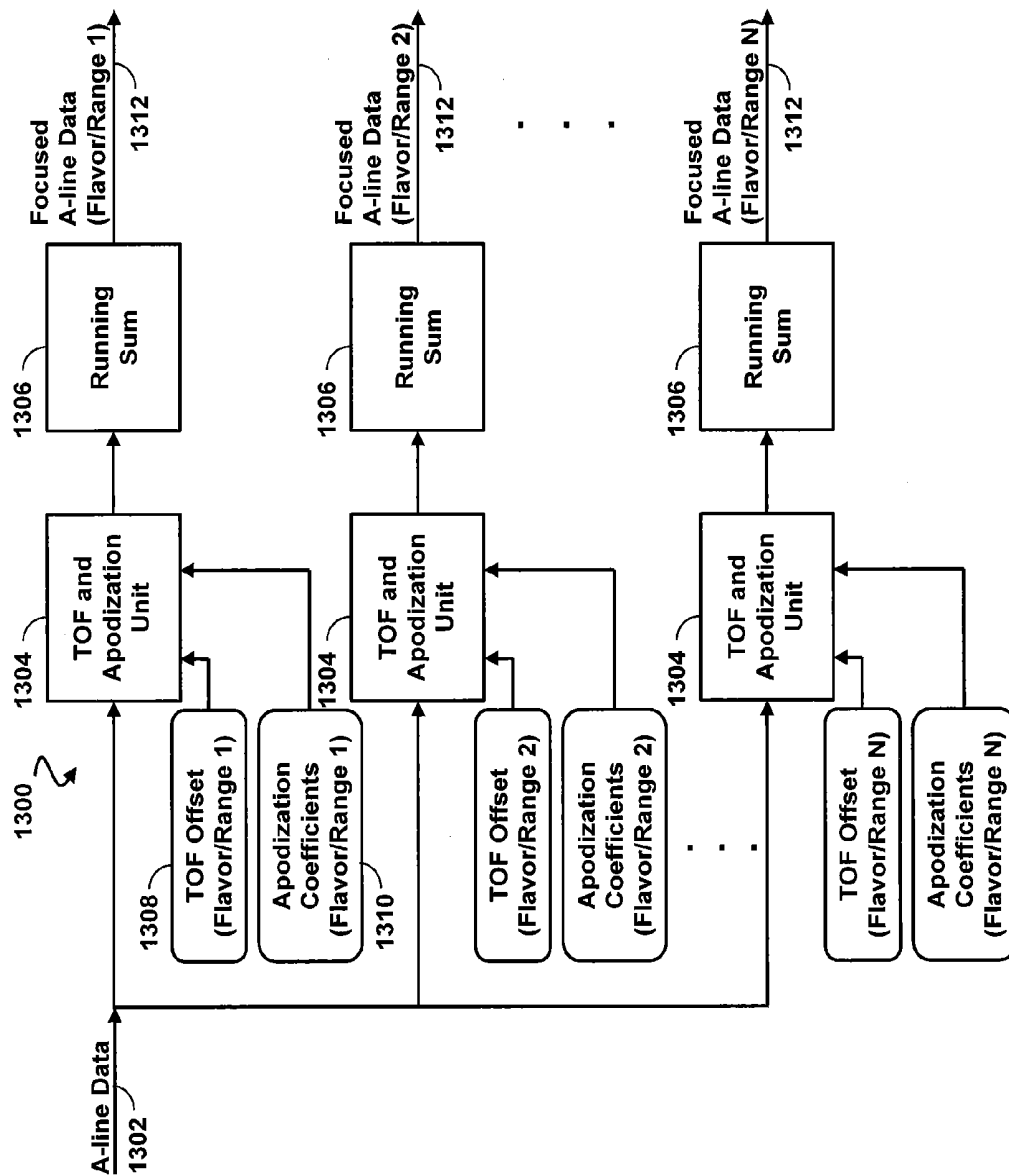 1300
A-line Data
1302
1304
TOF and
Apodization
Unit
1306
Running
Sum
Focused
A-line Data
(Flavor/Range 1)
1312
1308
TOF Offset
(Flavor/Range 1)
Apodization
Coefficients
(Flavor/Range 1)
1310
1304
TOF and
Apodization
Unit
1306
Running
Sum
Focused
A-line Data
(Flavor/Range 2)
1312
TOF Offset
(Flavor/Range 2)
Apodization
Coefficients
(Flavor/Range 2)
. . .
. . .
1304
TOF and
Apodization
Unit
1306
Running
Sum
Focused
A-line Data
(Flavor/Range N)
1312
TOF Offset
(Flavor/Range N)
Apodization
Coefficients
(Flavor/Range N)